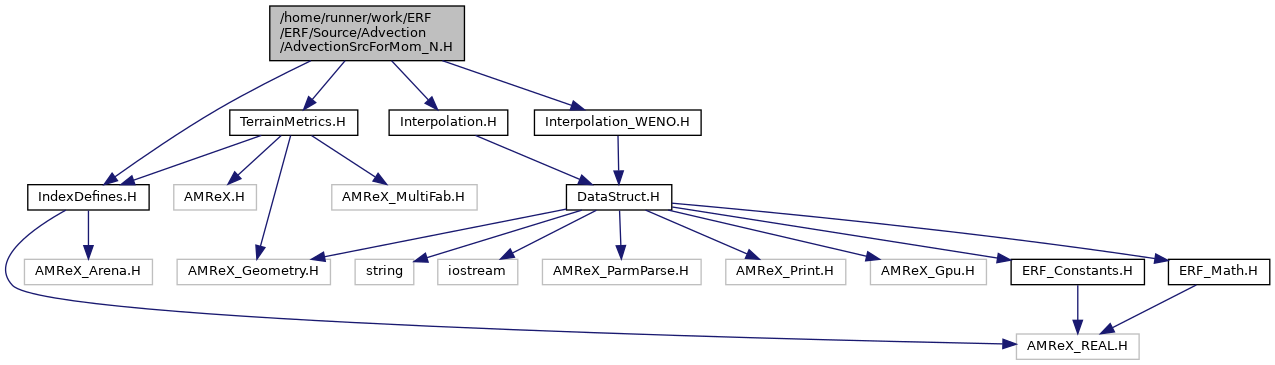 /home/runner/work/ERF
/ERF/Source/Advection
/AdvectionSrcForMom_N.H
TerrainMetrics.H
Interpolation.H
Interpolation_WENO.H
IndexDefines.H
AMReX.H
AMReX_MultiFab.H
DataStruct.H
AMReX_Arena.H
AMReX_Geometry.H
string
iostream
AMReX_ParmParse.H
AMReX_Print.H
AMReX_Gpu.H
ERF_Constants.H
ERF_Math.H
AMReX_REAL.H